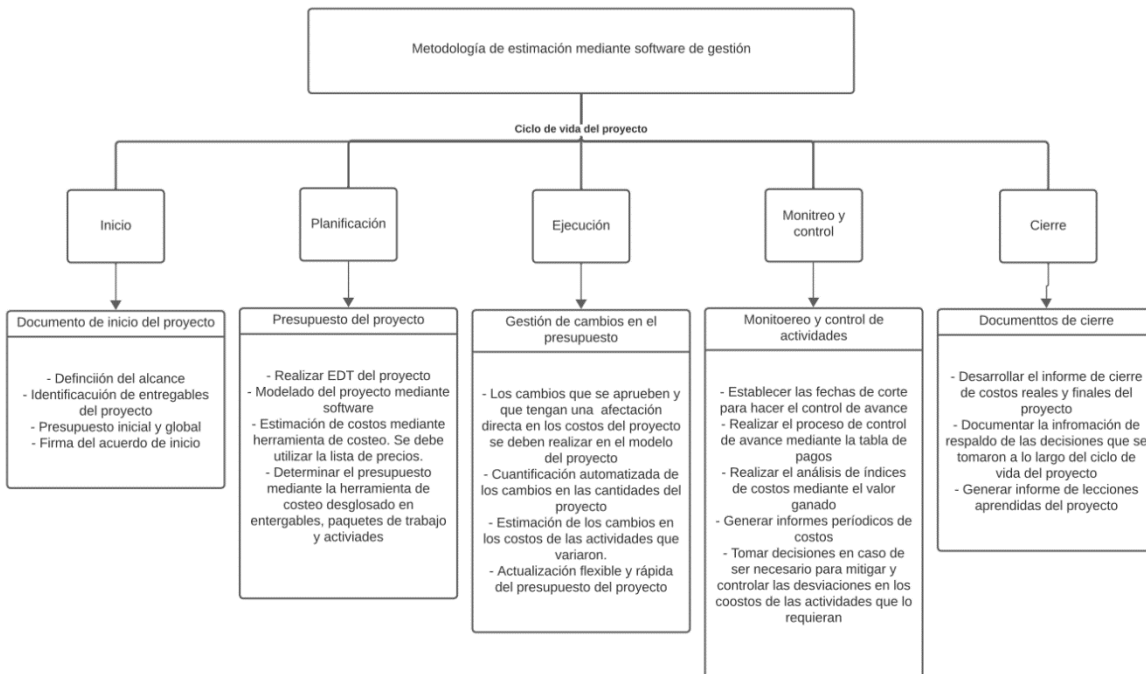 Metodología de estimación mediante software de gestión
Ciclo de vida del proyecto
Inicio
Planificación
Ejecución
Monitreo y
control
Cierre
Documento de inicio del proyecto
- Definciión del alcance
- Identificacuión de entregables
del proyecto
- Presupuesto inicial y global
- Firma del acuerdo de inicio
Presupuesto del proyecto
- Realizar EDT del proyecto
- Modelado del proyecto mediante
software
- Estimación de costos mediante
herramienta de costeo. Se debe
utilizar la lista de precios.
- Determinar el presupuesto
mediante la herramienta de
costeo desglosado en
entergables, paquetes de trabajo
y activiades
Gestión de cambios en el
presupuesto
- Los cambios que se aprueben y
que tengan una afectación
directa en los costos del proyecto
se deben realizar en el modelo
del proyecto
- Cuantificación automatizada de
los cambios en las cantidades del
proyecto
- Estimación de los cambios en
los costos de las actividades que
variaron.
- Actualización flexible y rápida
del presupuesto del proyecto
Monitoereo y control de
actividades
- Establecer las fechas de corte
para hacer el control de avance
- Realizar el proceso de control
de avance mediante la tabla de
pagos
- Realizar el análisis de índices
de costos mediante el valor
ganado
- Generar informes períodicos de
costos
- Tomar decisiones en caso de
ser necesario para mitigar y
controlar las desviaciones en los
coostos de las actividades que lo
requieran
Documenttos de cierre
- Desarrollar el informe de cierre
de costos reales y finales del
proyecto
- Documentar la infromación de
respaldo de las decisiones que se
tomaron a lo largo del ciclo de
vida del proyecto
- Generar informe de lecciones
aprendidas del proyecto